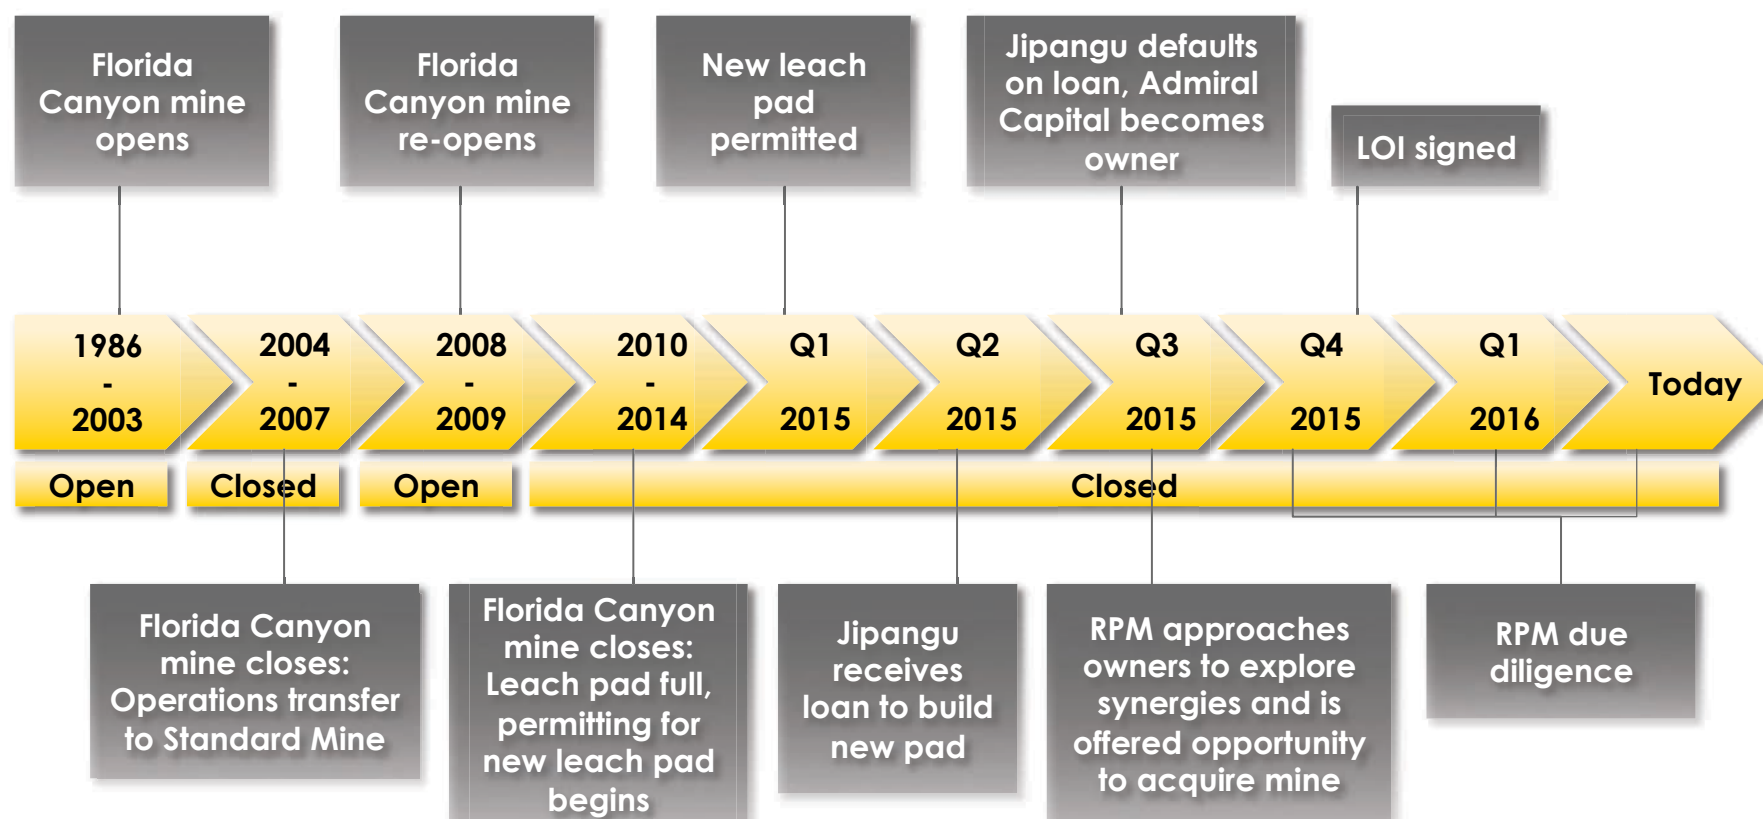 Florida
Canyon mine
opens
Florida
Canyon mine
re-opens
New leach
pad
permitted
Jipangu defaults
on loan, Admiral
Capital becomes
owner
LOI signed
1986
-
2003
2004
-
2007
2008
-
2009
2010
-
2014
Q1
2015
Q2
2015
Q3
2015
Q4
2015
Q1
2016
Today
Open
Closed
Open
Closed
Florida Canyon
mine closes:
Operations transfer
to Standard Mine
Florida Canyon
mine closes:
Leach pad full,
permitting for
new leach pad
begins
Jipangu
receives
loan to build
new pad
RPM approaches
owners to explore
synergies and is
offered opportunity
to acquire mine
RPM due
diligence